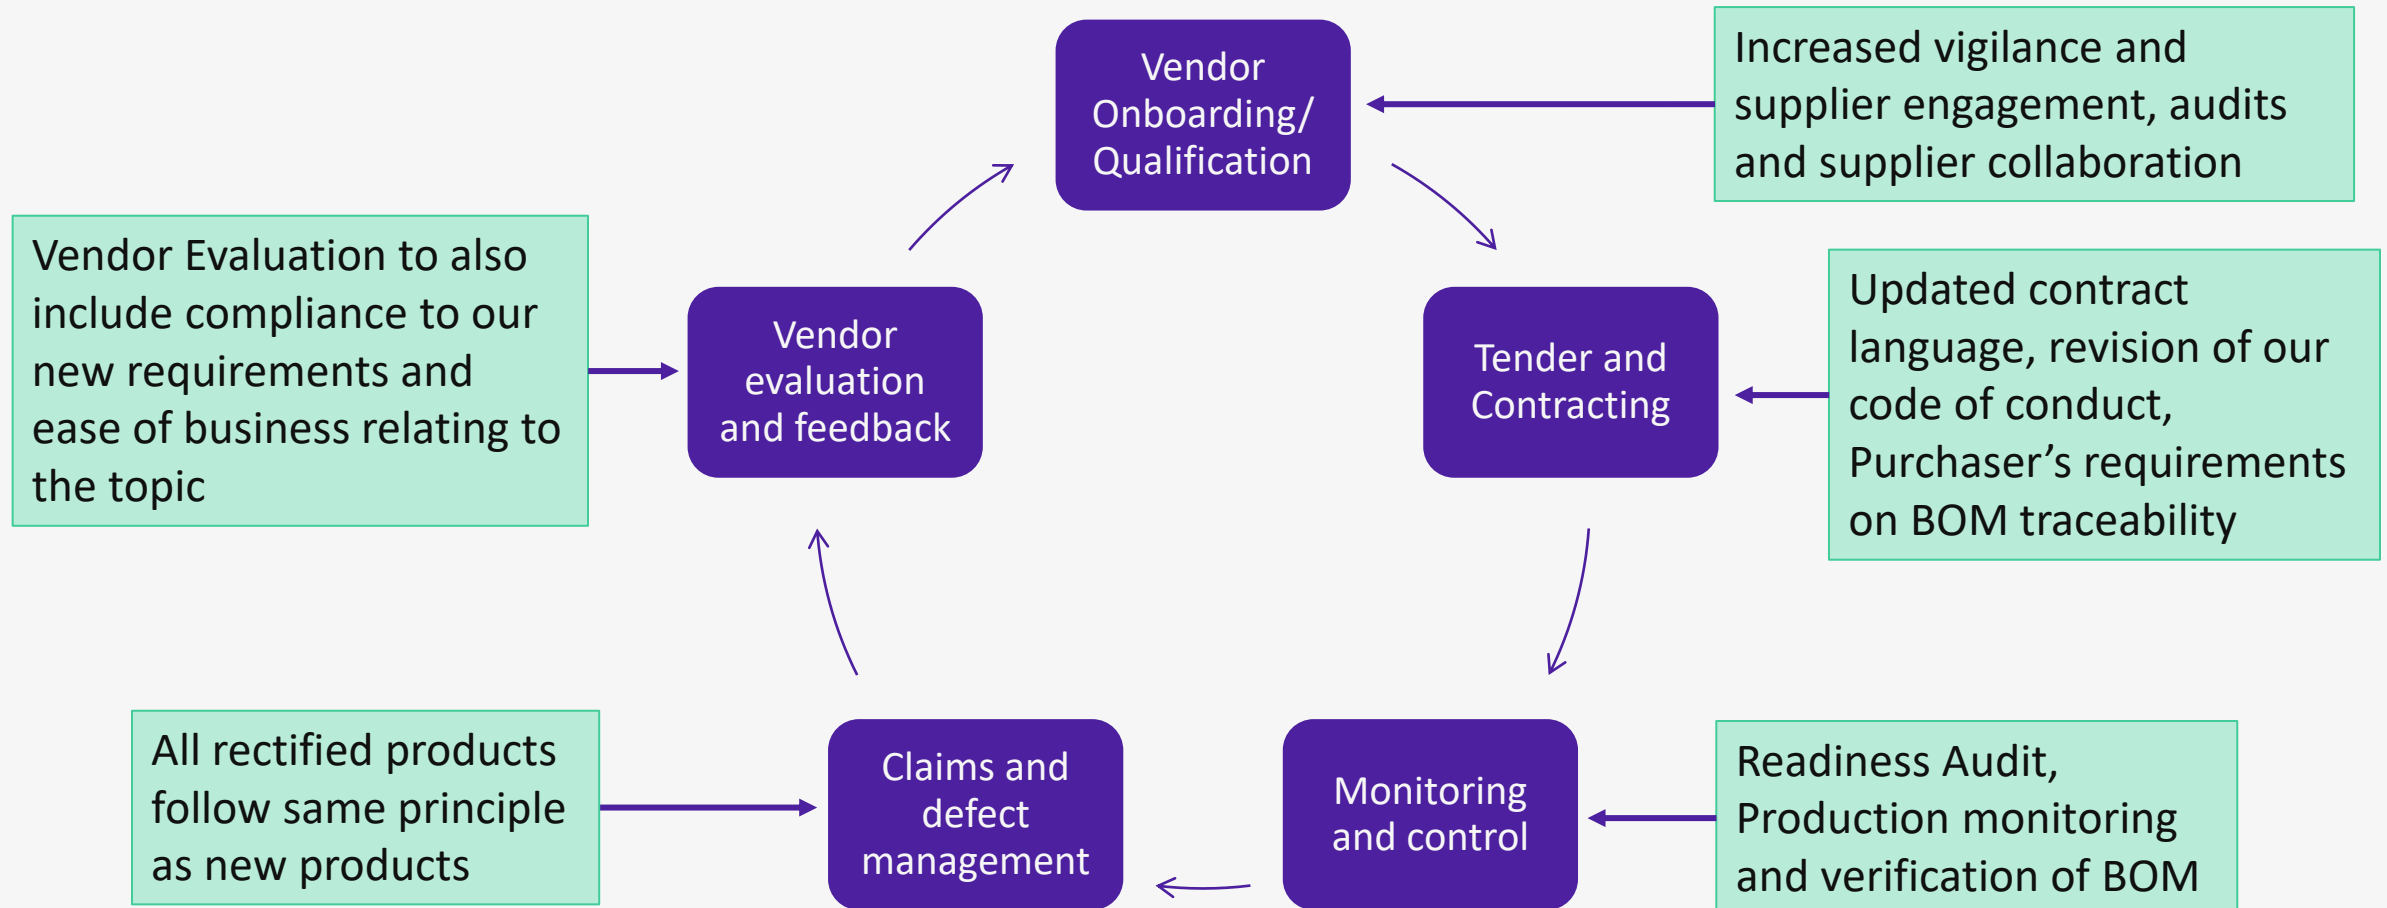 Vendor
Onboarding/
Qualification
Increased vigilance and
supplier engagement, audits
and supplier collaboration
Tender and
Contracting
Updated contract
language, revision of our
code of conduct,
Purchaser’s requirements
on BOM traceability
Monitoring
and control
Readiness Audit,
Production monitoring
and verification of BOM
Claims and
defect
management
All rectified products
follow same principle
as new products
Vendor
evaluation
and feedback
Vendor Evaluation to also
include compliance to our
new requirements and
ease of business relating to
the topic